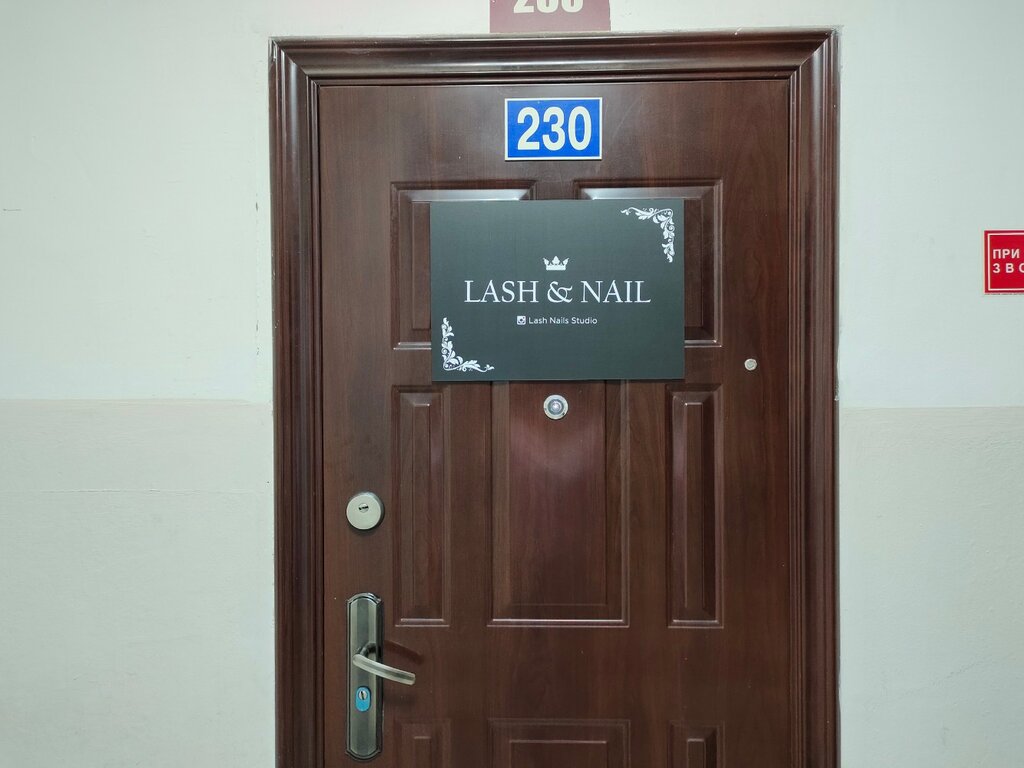 230
LASH & NAIL
Lash Nails Studio
ПРИ